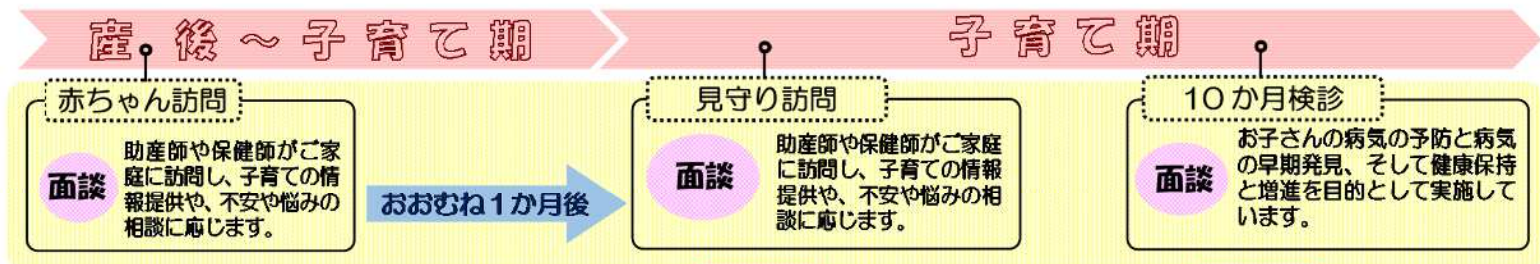 産後～子育て期
子育て期
赤ちゃん訪問
面談
助産師や保健師がご家
庭に訪問し、子育ての情
報提供や、不安や悩みの
相談に応じます。
おおむね１か月後
見守り訪問
面談
助産師や保健師がご家庭
に訪問し、子育ての情報
提供や、不安や悩みの相
談に応じます。
10か月検診
面談
お子さんの病気の予防と病気
の早期発見、そして健康保持
と増進を目的として実施して
います。